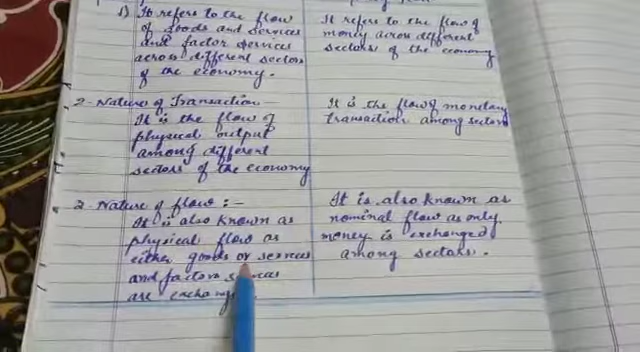 1) It refers to the flow
of goods and services
and factor services
across different sectors
of the economy.
It refers to the flow of
money across different
sectors of the economy
2- Nature of Transaction -
It is the flow of
physical output
among different
sectors of the economy
It is the flow of monetary
transaction among sectors
3- Nature of flow :-
It is also known as
physical flow as
either goods or services
and factor services
are
It is also known as
nominal flow as only
money is exchanged
among sectors.